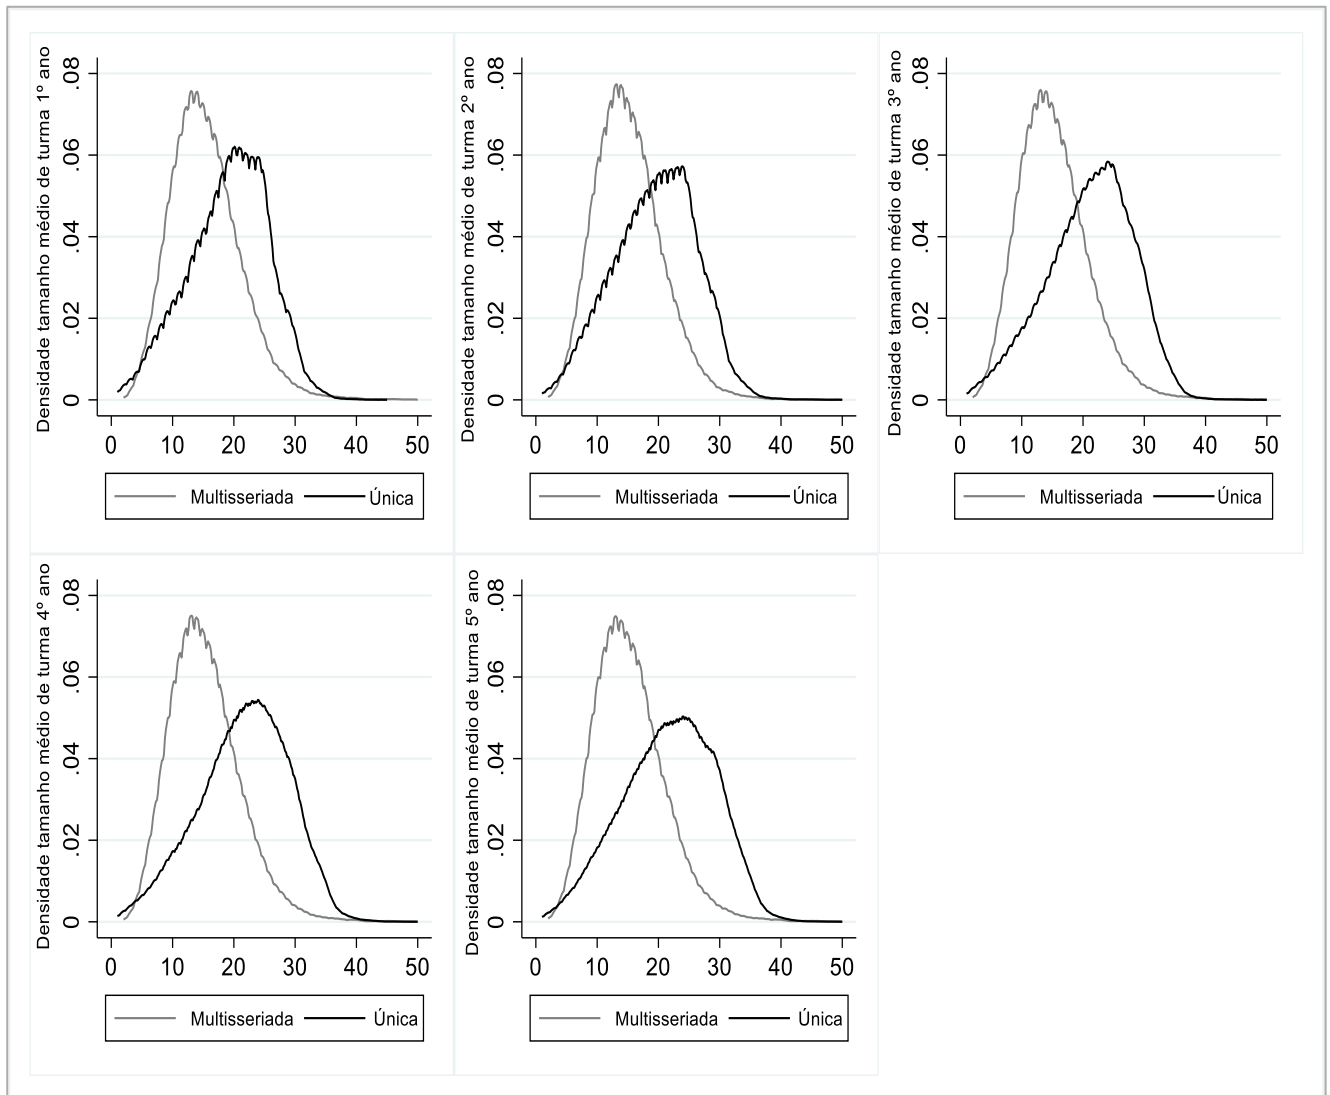 Densidade tamanho médio de turma 1º ano
.08
.06
.04
.02
0
0 10 20 30 40 50
Multisseriada Única
Densidade tamanho médio de turma 2º ano
.08
.06
.04
.02
0
0 10 20 30 40 50
Multisseriada Única
Densidade tamanho médio de turma 3º ano
.08
.06
.04
.02
0
0 10 20 30 40 50
Multisseriada Única
Densidade tamanho médio de turma 4º ano
.08
.06
.04
.02
0
0 10 20 30 40 50
Multisseriada Única
Densidade tamanho médio de turma 5º ano
.08
.06
.04
.02
0
0 10 20 30 40 50
Multisseriada Única